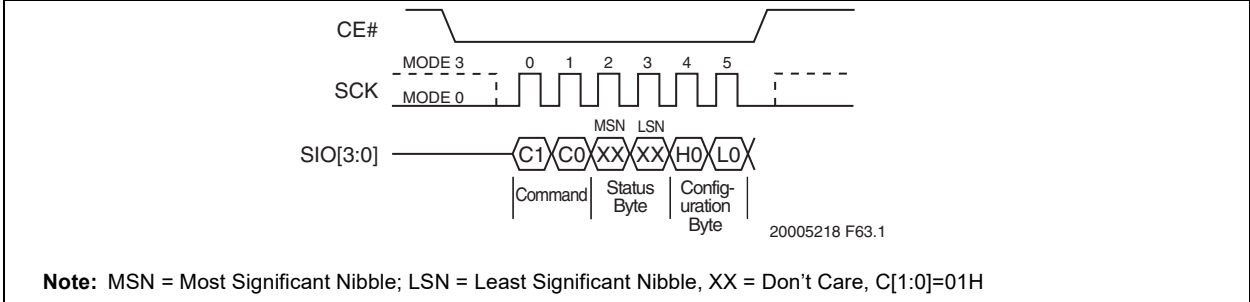 CE#
MODE 3 0 1 2 3 4 5
SCK
MODE 0
MSN LSN
SIO[3:0] C1 C0 XX XX H0 L0
Command Status Byte Config-uration Byte
20005218 F63.1
Note: MSN = Most Significant Nibble; LSN = Least Significant Nibble, XX = Don't Care, C[1:0]=01H